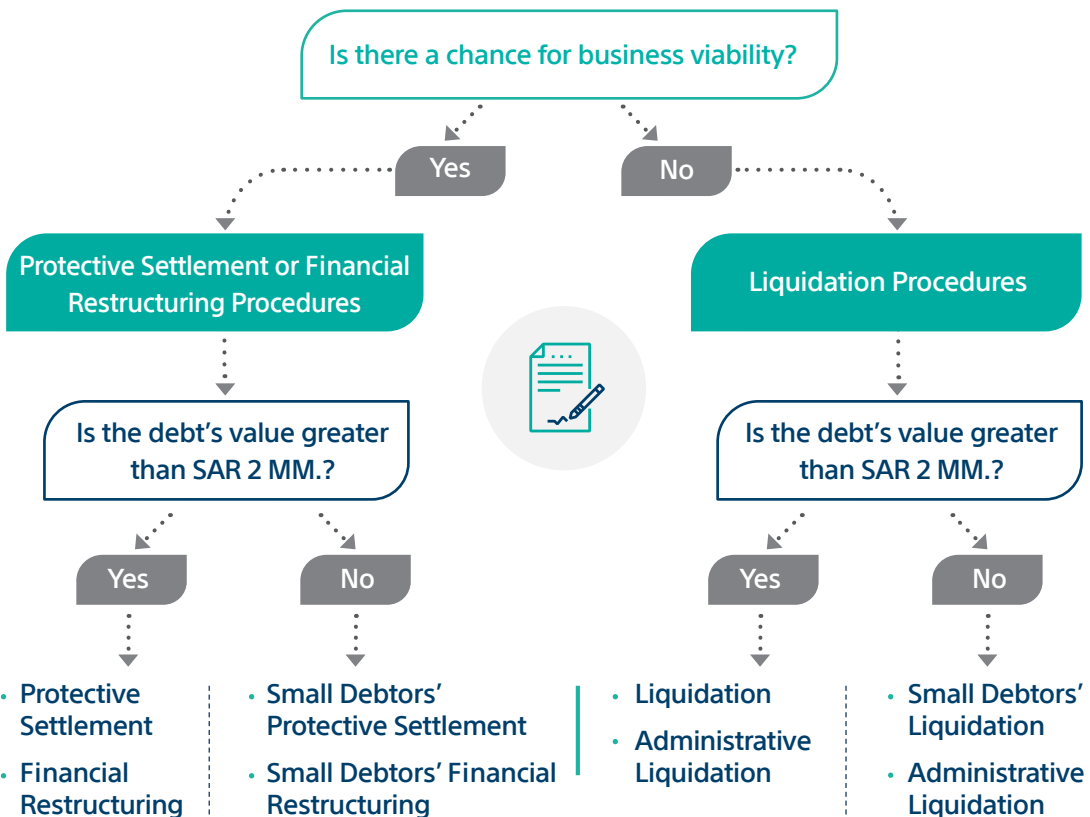 Is there a chance for business viability?
Yes
No
Protective Settlement or Financial
Restructuring Procedures
Liquidation Procedures
Is the debt's value greater
than SAR 2 MM.?
Is the debt's value greater
than SAR 2 MM.?
Yes
No
Yes
No
• Protective
Settlement
• Financial
Restructuring
• Small Debtors'
Protective Settlement
• Small Debtors' Financial
Restructuring
• Liquidation
• Administrative
Liquidation
• Small Debtors'
Liquidation
• Administrative
Liquidation